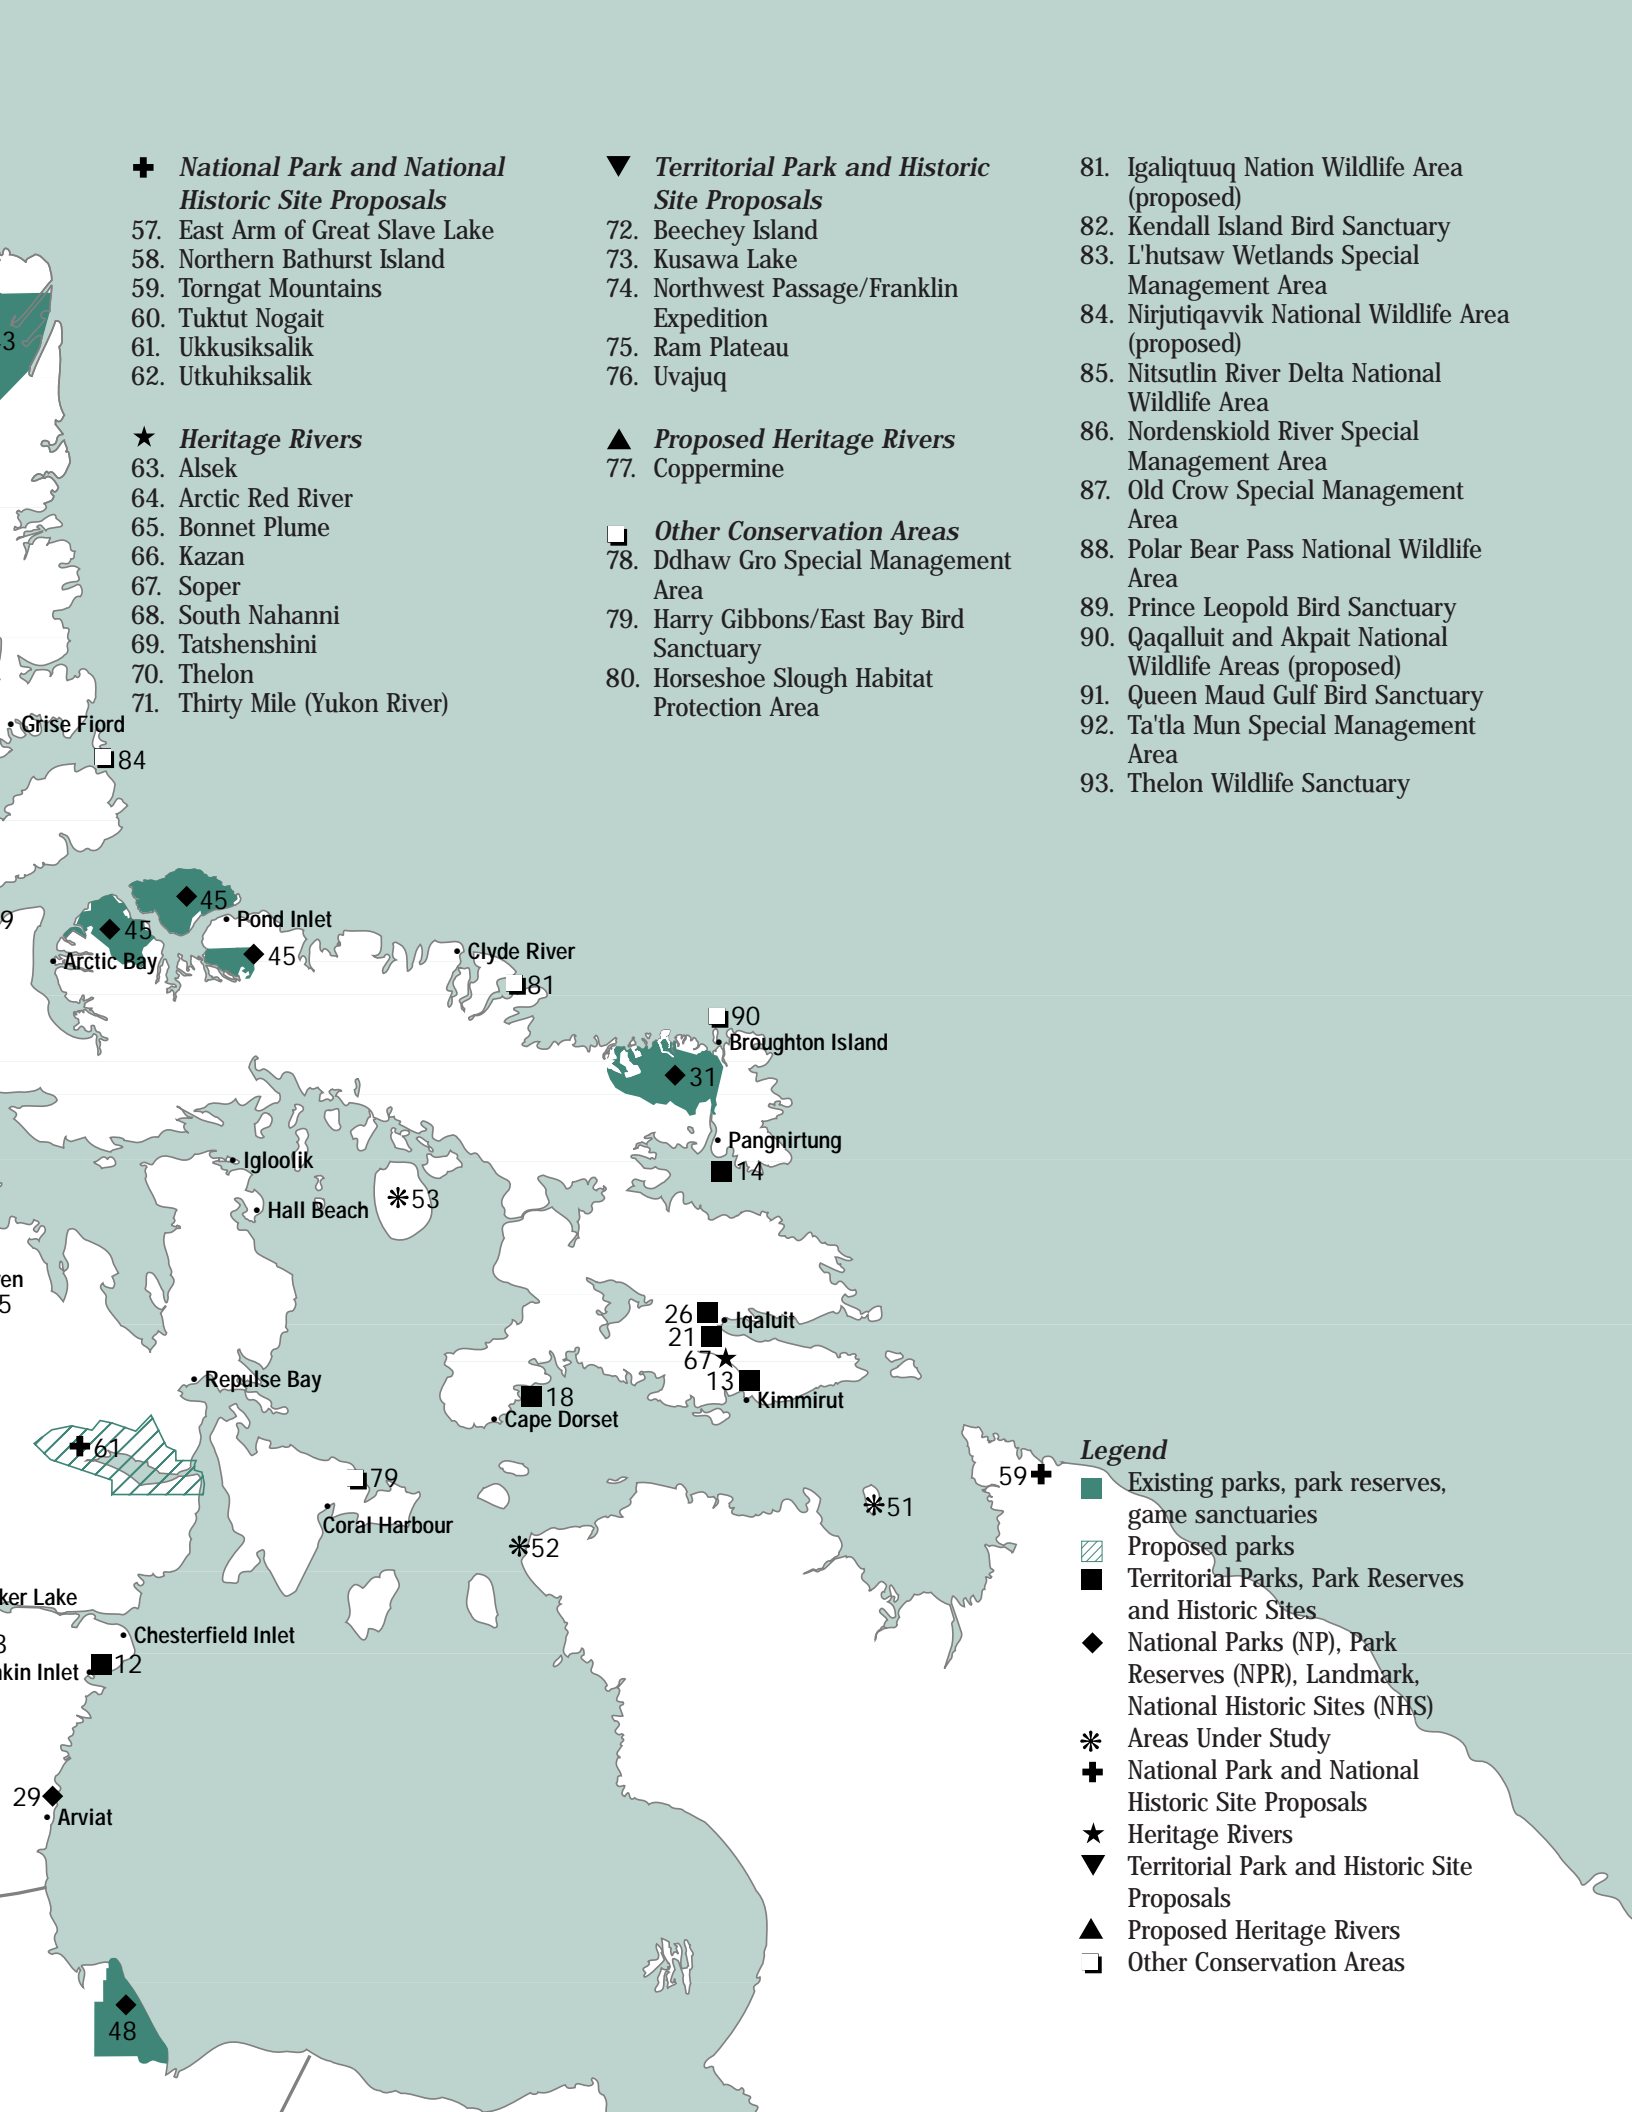 National Park and National
Historic Site Proposals
57. East Arm of Great Slave Lake
58. Northern Bathurst Island
59. Torngat Mountains
60. Tuktut Nogait
61. Ukkusiksalik
62. Utkuhiksalik
Heritage Rivers
63. Alsek
64. Arctic Red River
65. Bonnet Plume
66. Kazan
67. Soper
68. South Nahanni
69. Tatshenshini
70. Thelon
71. Thirty Mile (Yukon River)
Territorial Park and Historic
Site Proposals
72. Beechey Island
73. Kusawa Lake
74. Northwest Passage/Franklin
Expedition
75. Ram Plateau
76. Uvajuq
Proposed Heritage Rivers
77. Coppermine
Other Conservation Areas
78. Ddhaw Gro Special Management
Area
79. Harry Gibbons/East Bay Bird
Sanctuary
80. Horseshoe Slough Habitat
Protection Area
81. Igaliqtuuq Nation Wildlife Area
(proposed)
82. Kendall Island Bird Sanctuary
83. L'hutsaw Wetlands Special
Management Area
84. Nirjutiqavvik National Wildlife Area
(proposed)
85. Nitsutlin River Delta National
Wildlife Area
86. Nordenskiold River Special
Management Area
87. Old Crow Special Management
Area
88. Polar Bear Pass National Wildlife
Area
89. Prince Leopold Bird Sanctuary
90. Qaqalluit and Akpait National
Wildlife Areas (proposed)
91. Queen Maud Gulf Bird Sanctuary
92. Ta'tla Mun Special Management
Area
93. Thelon Wildlife Sanctuary
3
Grise Fiord
84
45
9
Pond Inlet
45
45
Arctic Bay
Clyde River
81
90
Broughton Island
31
Pangnirtung
14
Igloolik
53
Hall Beach
en
5
26
Iqaluit
21
67
13
Kimmirut
Repulse Bay
18
Cape Dorset
61
79
Coral Harbour
52
51
59
ker Lake
Chesterfield Inlet
3
kin Inlet
12
29
Arviat
48
Legend
Existing parks, park reserves,
game sanctuaries
Proposed parks
Territorial Parks, Park Reserves
and Historic Sites
National Parks (NP), Park
Reserves (NPR), Landmark,
National Historic Sites (NHS)
Areas Under Study
National Park and National
Historic Site Proposals
Heritage Rivers
Territorial Park and Historic Site
Proposals
Proposed Heritage Rivers
Other Conservation Areas